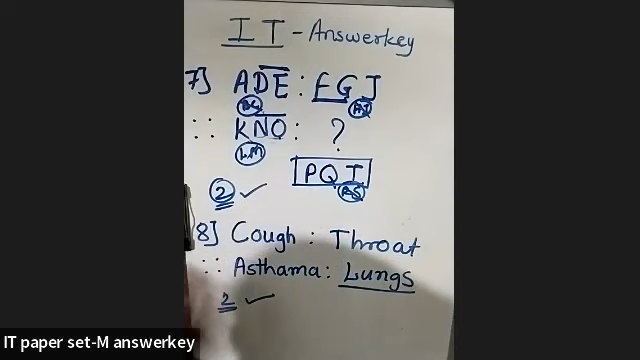 IT - Answerkey
7] ADE : FGJ
BC HI
:: KNO : ?
LM
PQT
RS
2
8] Cough : Throat
:: Asthama : Lungs
2
IT paper set-M answerkey